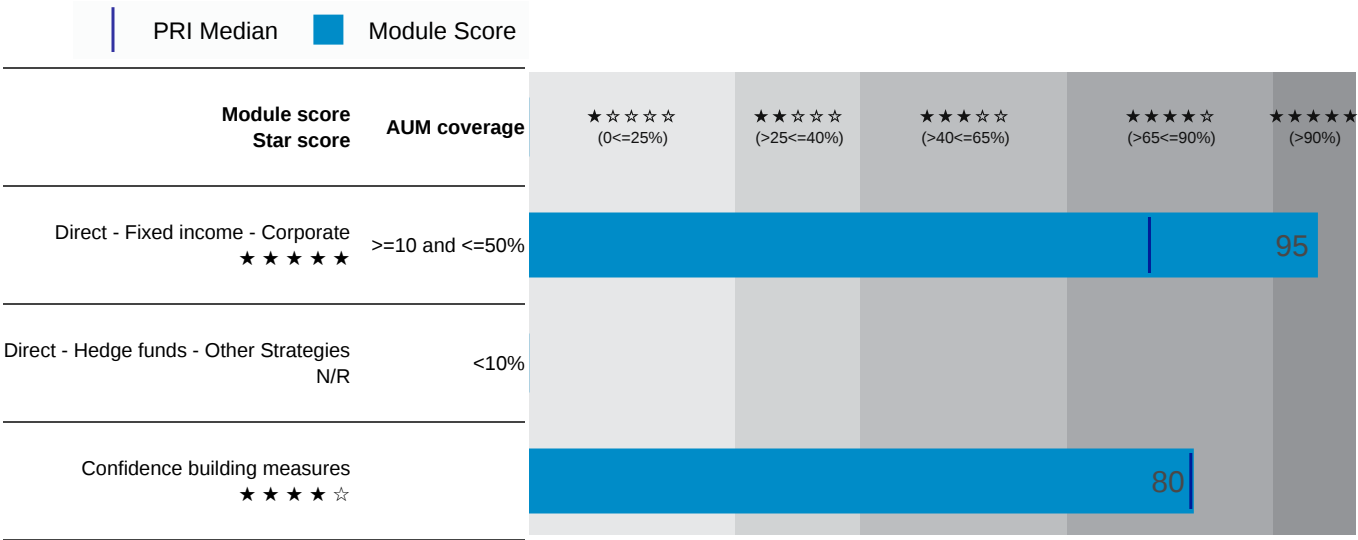 PRI Median Module Score
Module score
Star score
AUM coverage
★☆☆☆☆
(0<=25%)
★★☆☆☆
(>25<=40%)
★★★☆☆
(>40<=65%)
★★★★☆
(>65<=90%)
★★★★★
(>90%)
Direct - Fixed income - Corporate
★★★★★
>=10 and <=50%
95
Direct - Hedge funds - Other Strategies
N/R
<10%
Confidence building measures
★★★★☆
80